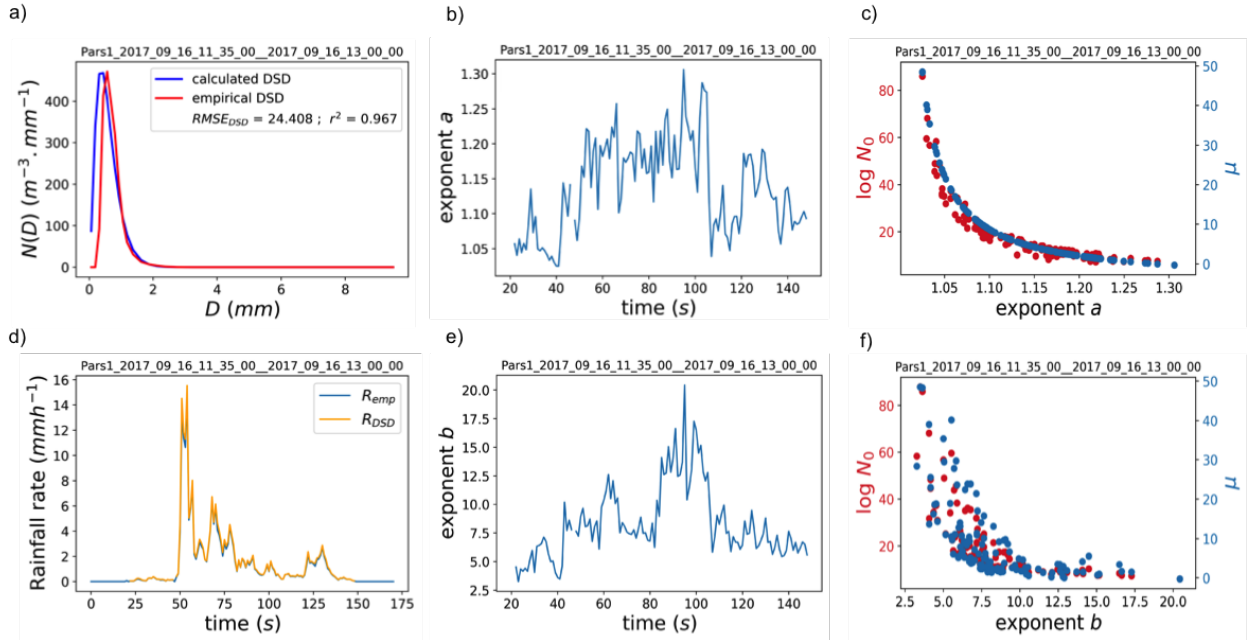 a)
Pars1_2017_09_16_11_35_00__2017_09_16_13_00_00
calculated DSD
empirical DSD
RMSE_DSD = 24.408 ; r² = 0.967
N(D) (m⁻³.mm⁻¹)
400
300
200
100
0
0 2 4 6 8
D (mm)
b)
Pars1_2017_09_16_11_35_00__2017_09_16_13_00_00
exponent a
1.30
1.25
1.20
1.15
1.10
1.05
20 40 60 80 100 120 140
time (s)
c)
Pars1_2017_09_16_11_35_00__2017_09_16_13_00_00
log N₀
80
60
40
20
50
40
30
20
10
0
μ
1.05 1.10 1.15 1.20 1.25 1.30
exponent a
d)
Pars1_2017_09_16_11_35_00__2017_09_16_13_00_00
R_emp
R_DSD
Rainfall rate (mmh⁻¹)
16
14
12
10
8
6
4
2
0
0 25 50 75 100 125 150 175
time (s)
e)
Pars1_2017_09_16_11_35_00__2017_09_16_13_00_00
exponent b
20.0
17.5
15.0
12.5
10.0
7.5
5.0
2.5
20 40 60 80 100 120 140
time (s)
f)
Pars1_2017_09_16_11_35_00__2017_09_16_13_00_00
log N₀
80
60
40
20
50
40
30
20
10
0
μ
2.5 5.0 7.5 10.0 12.5 15.0 17.5 20.0
exponent b